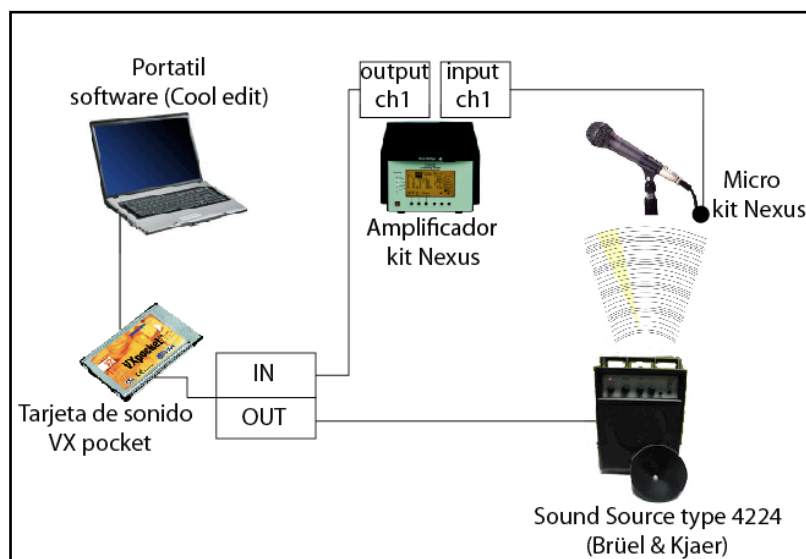 Portatil
software (Cool edit)
output
ch1
input
ch1
Amplificador
kit Nexus
Micro
kit Nexus
VXpocket
Tarjeta de sonido
VX pocket
IN
OUT
Sound Source type 4224
(Brüel & Kjaer)